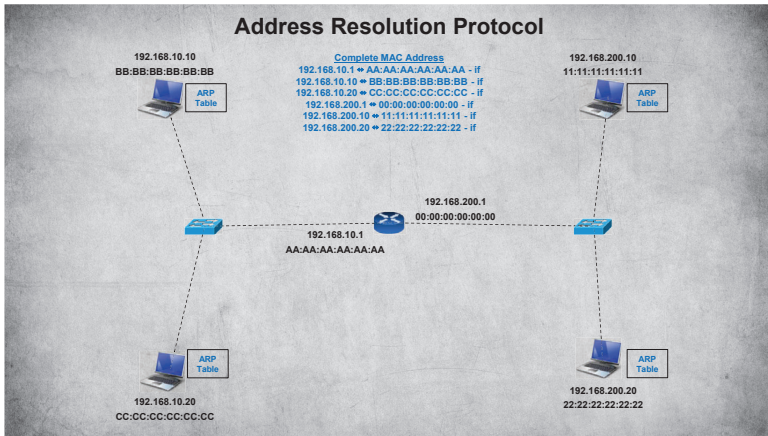 Address Resolution Protocol
192.168.10.10
BB:BB:BB:BB:BB:BB
ARP
Table
Complete MAC Address
192.168.10.1 ⇔ AA:AA:AA:AA:AA:AA - if
192.168.10.10 ⇔ BB:BB:BB:BB:BB:BB - if
192.168.10.20 ⇔ CC:CC:CC:CC:CC:CC - if
192.168.200.1 ⇔ 00:00:00:00:00:00 - if
192.168.200.10 ⇔ 11:11:11:11:11:11 - if
192.168.200.20 ⇔ 22:22:22:22:22:22 - if
192.168.200.10
11:11:11:11:11:11
ARP
Table
192.168.200.1
00:00:00:00:00:00
192.168.10.1
AA:AA:AA:AA:AA:AA
ARP
Table
192.168.10.20
CC:CC:CC:CC:CC:CC
ARP
Table
192.168.200.20
22:22:22:22:22:22